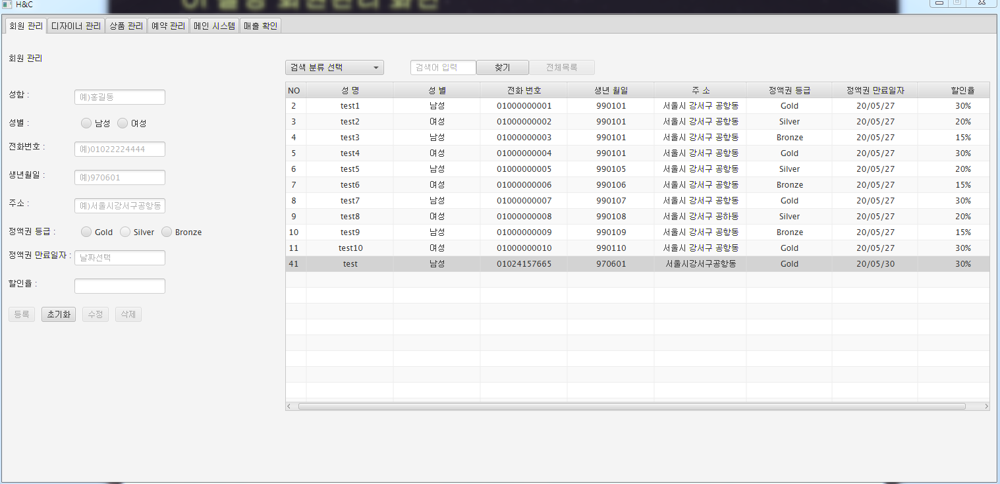 H&C
회원 관리 디자이너 관리 상품 관리 예약 관리 메인 시스템 매출 확인
회원 관리
성함 : 예)홍길동
성별 : 남성 여성
전화번호 : 예)01022224444
생년월일 : 예)970601
주소 : 예)서울시강서구공항동
정액권 등급 : Gold Silver Bronze
정액권 만료일자 : 날짜선택
할인율 :
등록 초기화 수정 삭제
검색 분류 선택 검색어 입력 찾기 전체목록
NO 성 명 성 별 전화 번호 생년 월일 주 소 정액권 등급 정액권 만료일자 할인율
2 test1 남성 01000000001 990101 서울시 강서구 공항동 Gold 20/05/27 30%
3 test2 여성 01000000002 990101 서울시 강서구 공항동 Silver 20/05/27 20%
4 test3 남성 01000000003 990101 서울시 강서구 공항동 Bronze 20/05/27 15%
5 test4 여성 01000000004 990101 서울시 강서구 공항동 Gold 20/05/27 30%
6 test5 남성 01000000005 990105 서울시 강서구 공항동 Silver 20/05/27 20%
7 test6 여성 01000000006 990106 서울시 강서구 공항동 Bronze 20/05/27 15%
8 test7 남성 01000000007 990107 서울시 강서구 공항동 Gold 20/05/27 30%
9 test8 여성 01000000008 990108 서울시 강서구 공하동 Silver 20/05/27 20%
10 test9 남성 01000000009 990109 서울시 강서구 공항동 Bronze 20/05/27 15%
11 test10 여성 01000000010 990110 서울시 강서구 공항동 Gold 20/05/27 30%
41 test 남성 01024157665 970601 서울시강서구공항동 Gold 20/05/30 30%